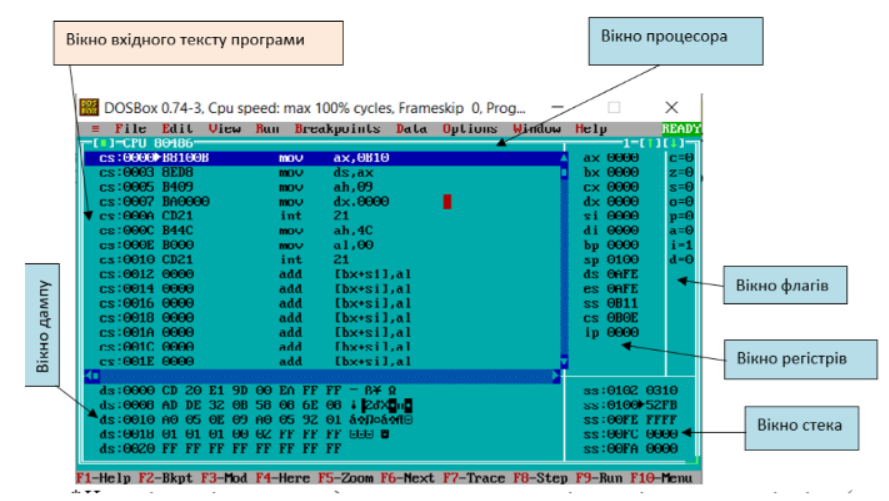 Вікно вхідного тексту програми
Вікно процесора
DOSBox 0.74-3, Cpu speed: max 100% cycles, Frameskip 0, Prog...
≡ File Edit View Run Breakpoints Data Options Window Help READY
[■]-CPU 80486 1-[↑][↓]
cs:0000▶B8100B mov ax,0B10
cs:0003 8ED8 mov ds,ax
cs:0005 B409 mov ah,09
cs:0007 BA0000 mov dx,0000
cs:000A CD21 int 21
cs:000C B44C mov ah,4C
cs:000E B000 mov al,00
cs:0010 CD21 int 21
cs:0012 0000 add [bx+si],al
cs:0014 0000 add [bx+si],al
cs:0016 0000 add [bx+si],al
cs:0018 0000 add [bx+si],al
cs:001A 0000 add [bx+si],al
cs:001C 0000 add [bx+si],al
cs:001E 0000 add [bx+si],al
ax 0000 c=0
bx 0000 z=0
cx 0000 s=0
dx 0000 o=0
si 0000 p=0
di 0000 a=0
bp 0000 i=1
sp 0100 d=0
ds 0AFE
es 0AFE
ss 0B11
cs 0B0E
ip 0000
Вікно флагів
Вікно регістрів
Вікно дампу
ds:0000 CD 20 E1 9D 00 EA FF FF
ds:0008 AD DE 32 0B 58 08 6E 08
ds:0010 A0 05 0E 09 A0 05 92 01
ds:0018 01 01 01 00 02 FF FF FF
ds:0020 FF FF FF FF FF FF FF FF
ss:0102 0310
ss:0100▶52FB
ss:00FE FFFF
ss:00FC 0000
ss:00FA 0000
Вікно стека
F1-Help F2-Bkpt F3-Mod F4-Here F5-Zoom F6-Next F7-Trace F8-Step F9-Run F10-Menu